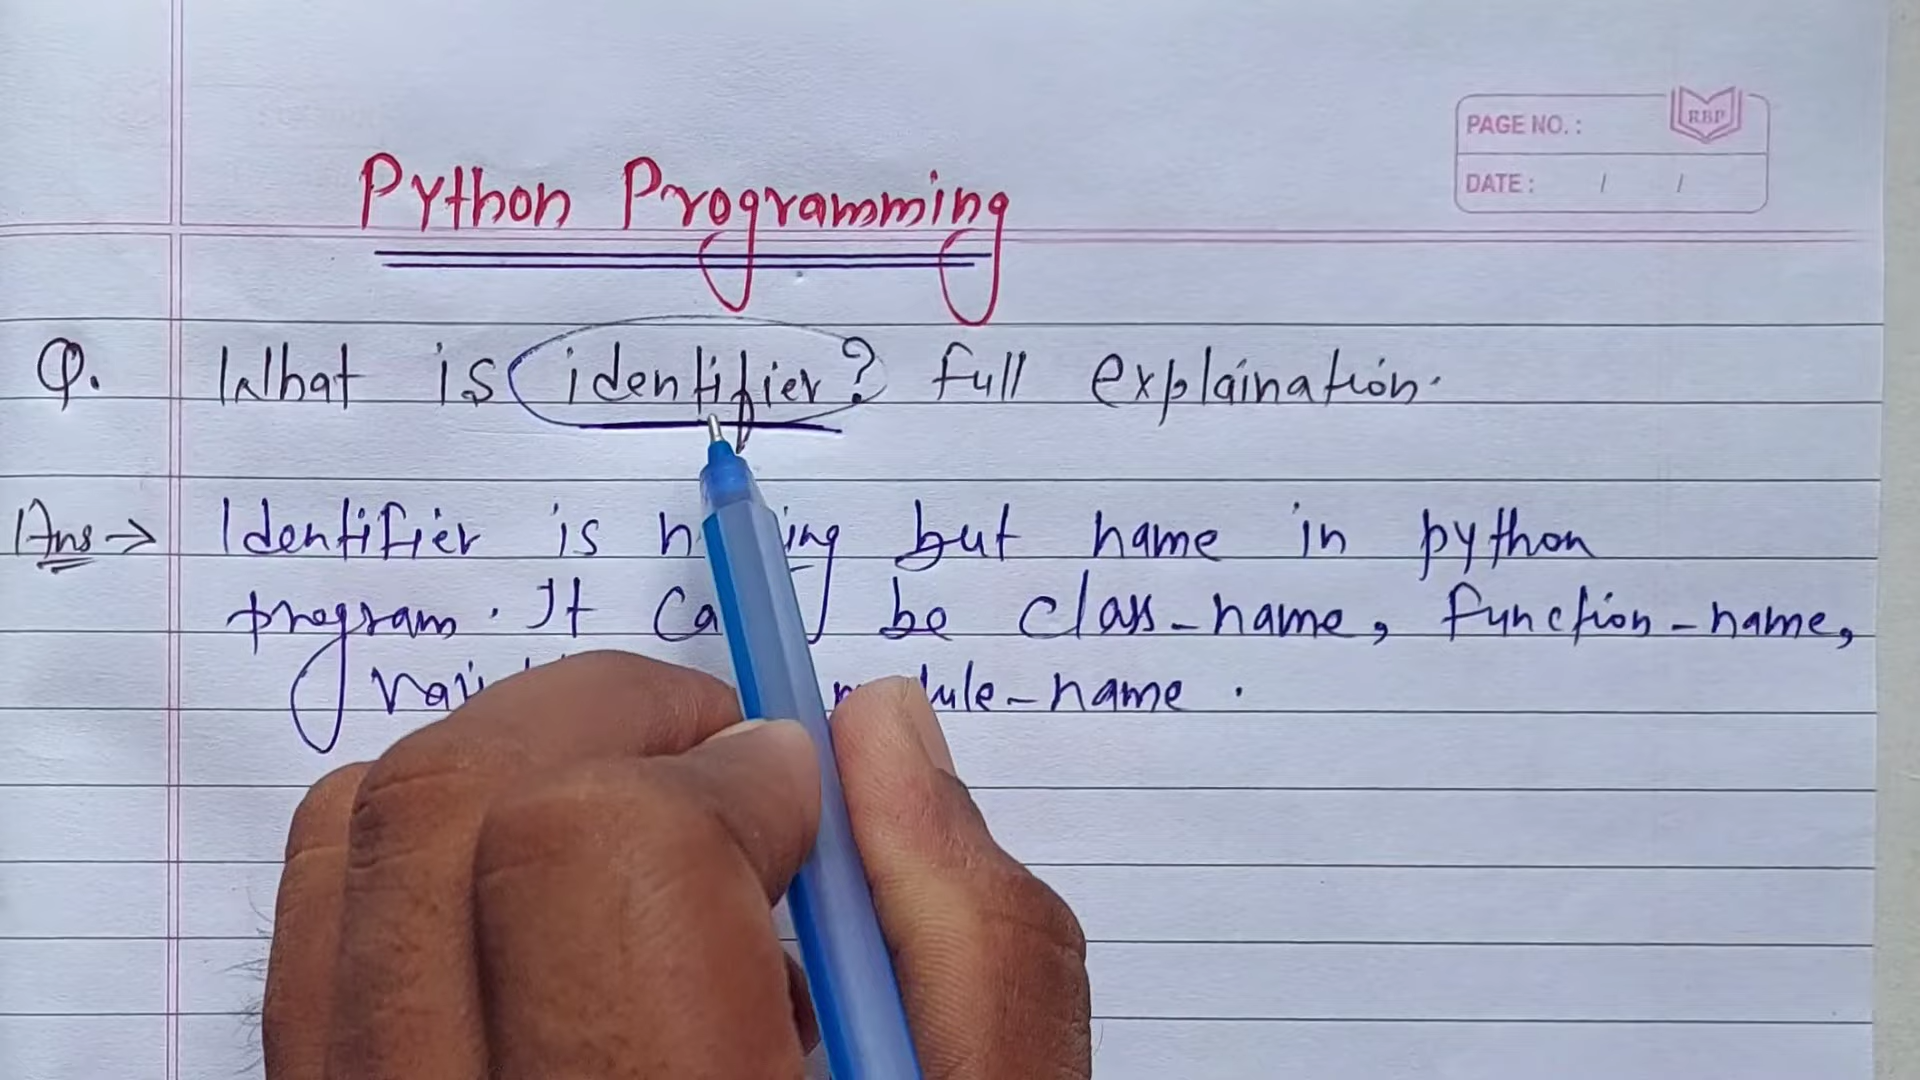 PAGE NO. :
RBP
DATE : / /
Python Programming
Q. What is identifier? full explaination.
Ans → Identifier is but name in python
program. It be class-name, function-name,
-name.